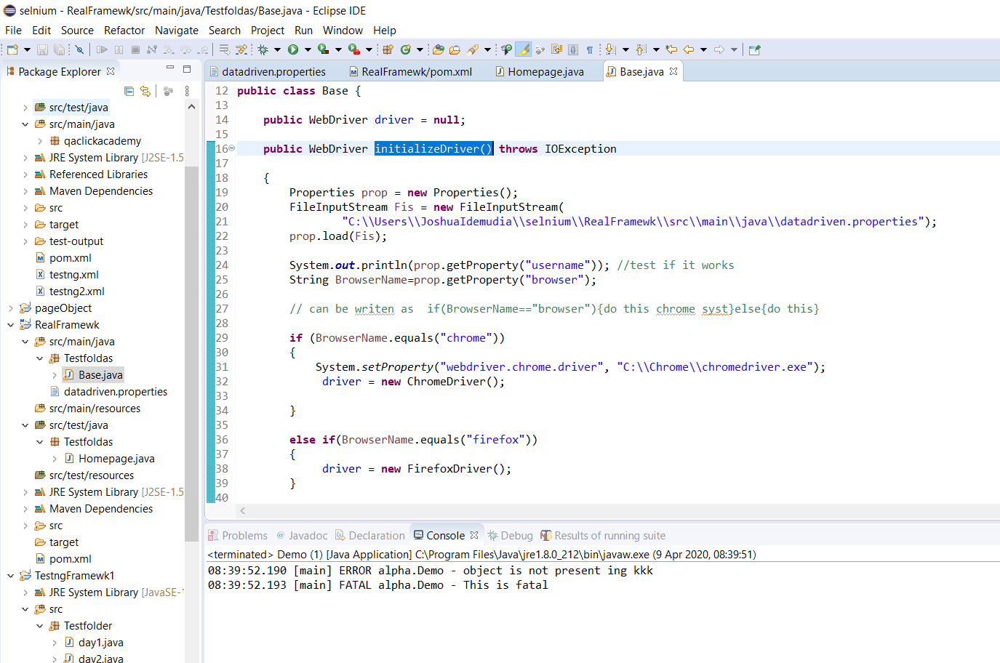 selnium - RealFramewk/src/main/java/Testfoldas/Base.java - Eclipse IDE
File Edit Source Refactor Navigate Search Project Run Window Help
Package Explorer
src/test/java
src/main/java
qaclickacademy
JRE System Library [J2SE-1.5
Referenced Libraries
Maven Dependencies
src
target
test-output
pom.xml
testng.xml
testng2.xml
pageObject
RealFramewk
src/main/java
Testfoldas
Base.java
datadriven.properties
src/main/resources
src/test/java
Testfoldas
Homepage.java
src/test/resources
JRE System Library [J2SE-1.5
Maven Dependencies
src
target
pom.xml
TestngFramewk1
JRE System Library [JavaSE-1
src
Testfolder
day1.java
day2.java
datadriven.properties RealFramewk/pom.xml Homepage.java Base.java
12 public class Base {
13
14 public WebDriver driver = null;
15
16 public WebDriver initializeDriver() throws IOException
17
18 {
19 Properties prop = new Properties();
20 FileInputStream Fis = new FileInputStream(
21 "C:\\Users\\JoshuaIdemudia\\selnium\\RealFramewk\\src\\main\\java\\datadriven.properties");
22 prop.load(Fis);
23
24 System.out.println(prop.getProperty("username")); //test if it works
25 String BrowserName=prop.getProperty("browser");
26
27 // can be writen as  if(BrowserName=="browser"){do this chrome syst}else{do this}
28
29 if (BrowserName.equals("chrome"))
30 {
31 System.setProperty("webdriver.chrome.driver", "C:\\Chrome\\chromedriver.exe");
32 driver = new ChromeDriver();
33
34 }
35
36 else if(BrowserName.equals("firefox"))
37 {
38 driver = new FirefoxDriver();
39 }
40
Problems @ Javadoc Declaration Console Debug Results of running suite
<terminated> Demo (1) [Java Application] C:\Program Files\Java\jre1.8.0_212\bin\javaw.exe (9 Apr 2020, 08:39:51)
08:39:52.190 [main] ERROR alpha.Demo - object is not present ing kkk
08:39:52.193 [main] FATAL alpha.Demo - This is fatal